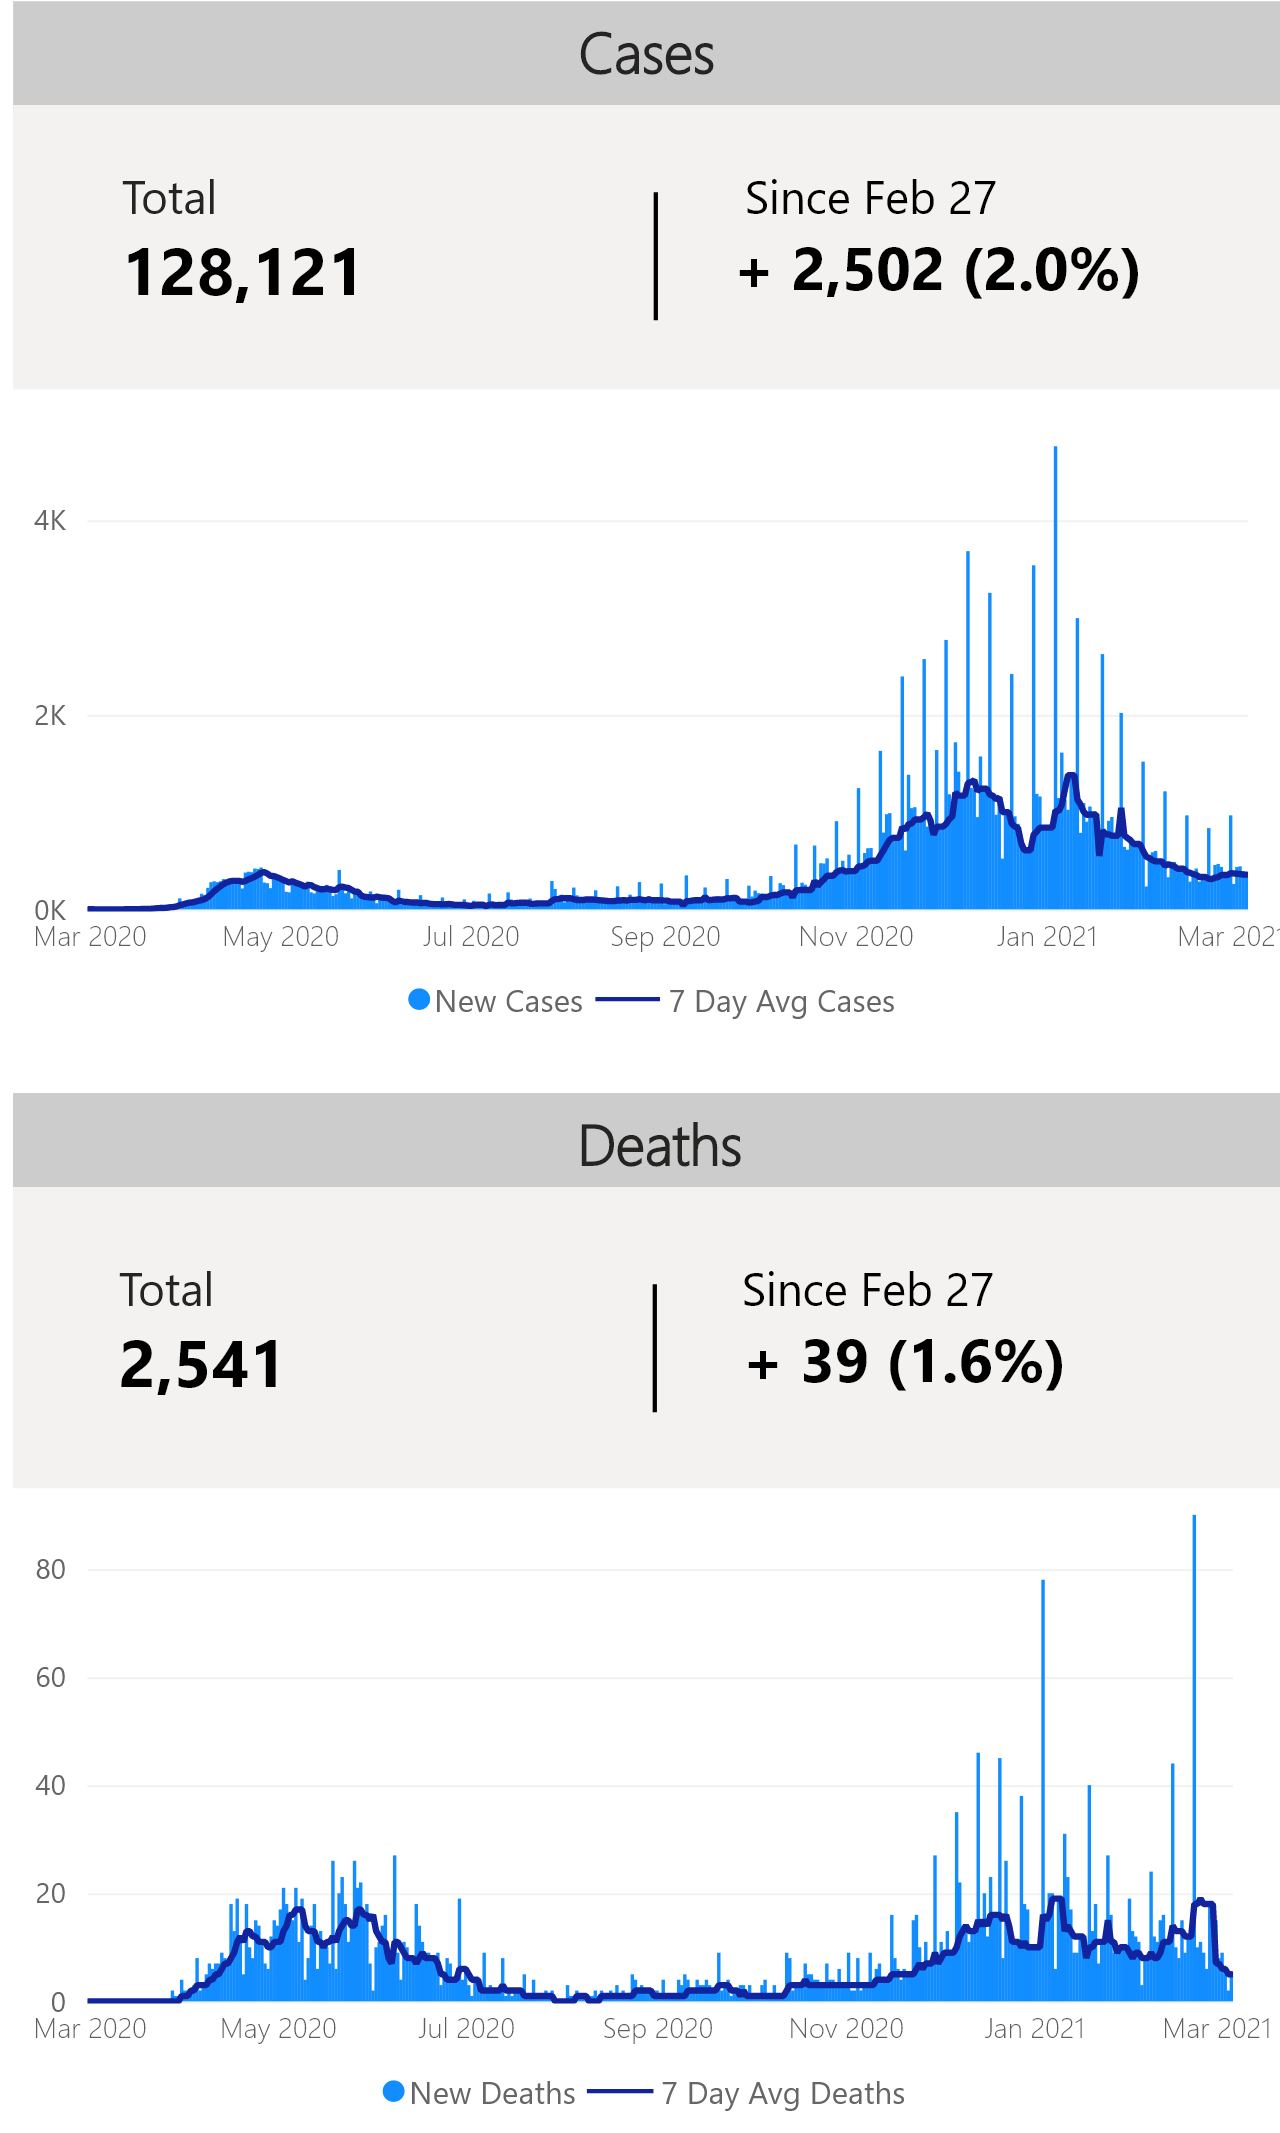 Cases
Total
Since Feb 27
128,121
+ 2,502 (2.0%)
4K
2K
0K
Mar 2020 May 2020 Jul 2020 Sep 2020 Nov 2020 Jan 2021 Mar 2021
New Cases 7 Day Avg Cases
Deaths
Total
Since Feb 27
2,541
+ 39 (1.6%)
80
60
40
20
0
Mar 2020 May 2020 Jul 2020 Sep 2020 Nov 2020 Jan 2021 Mar 2021
New Deaths 7 Day Avg Deaths